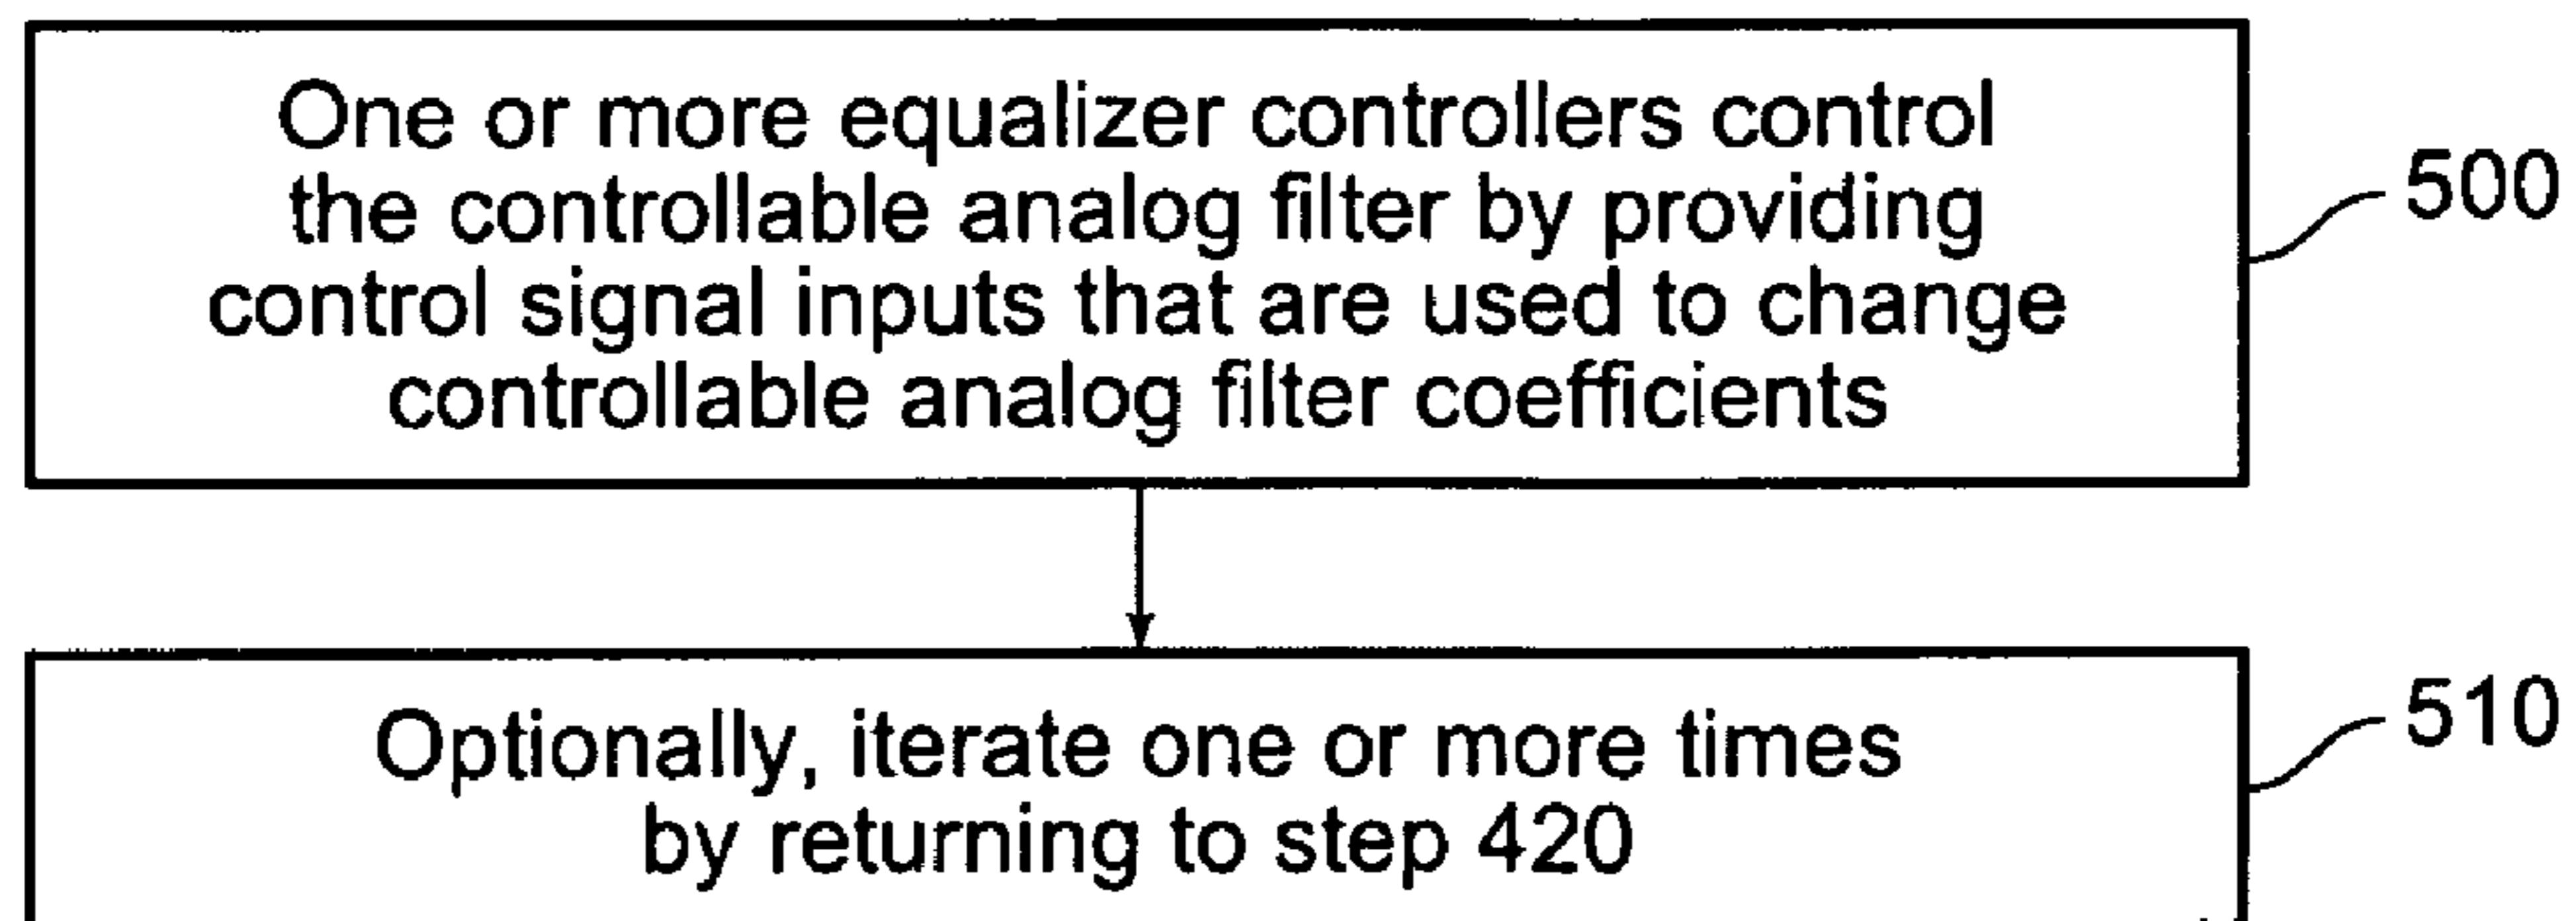 One or more equalizer controllers control
the controllable analog filter by providing
control signal inputs that are used to change
controllable analog filter coefficients
500
Optionally, iterate one or more times
by returning to step 420
510